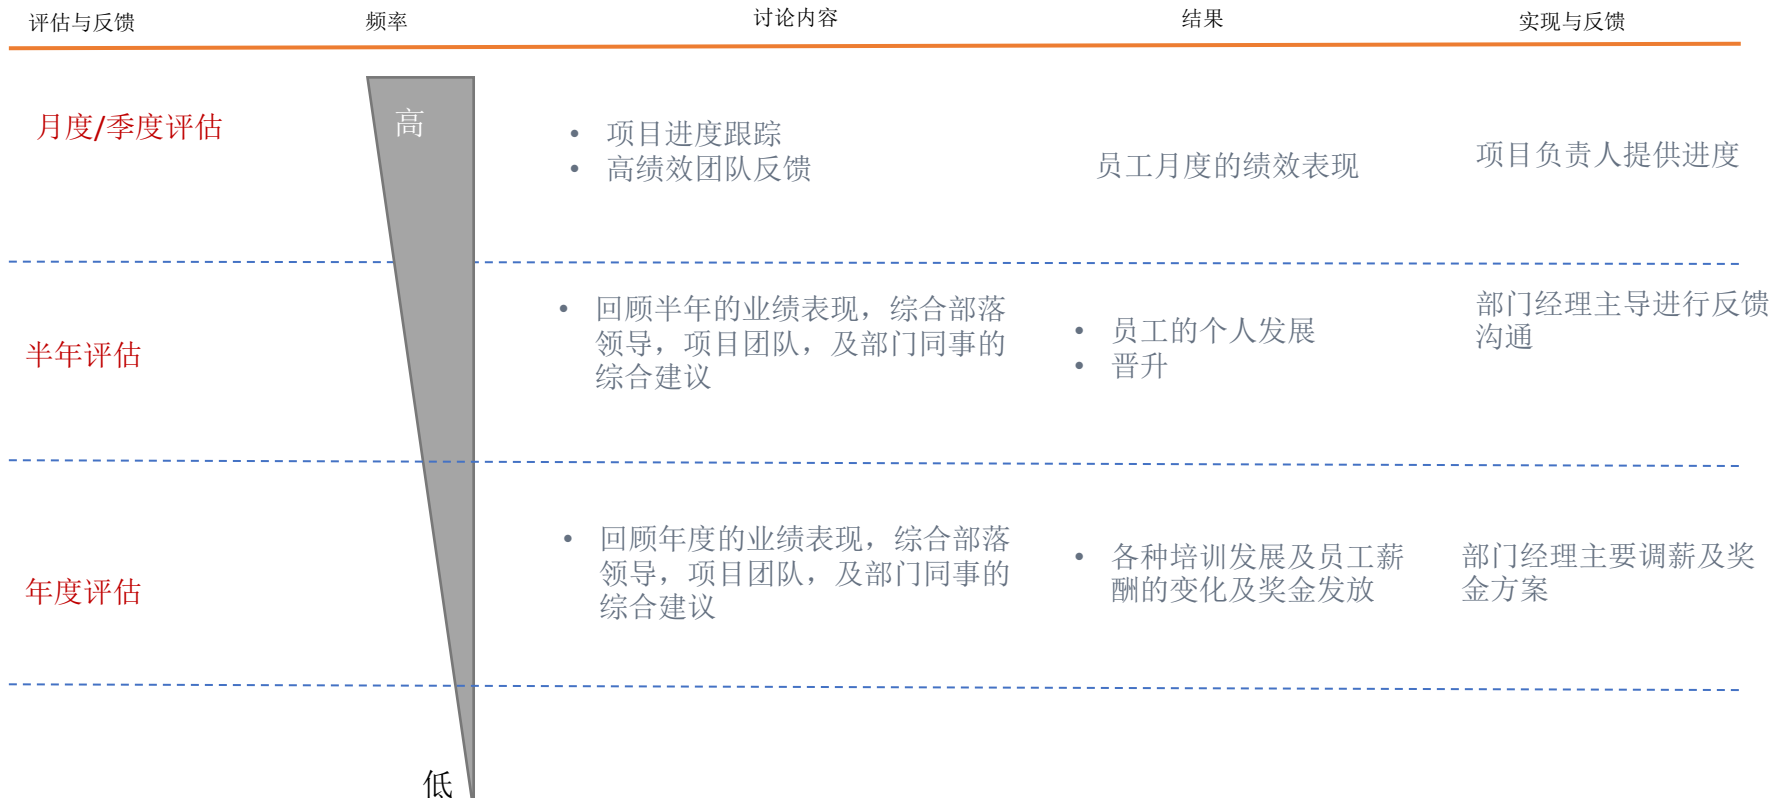 评估与反馈
频率
讨论内容
结果
实现与反馈
月度/季度评估
高
• 项目进度跟踪
• 高绩效团队反馈
员工月度的绩效表现
项目负责人提供进度
半年评估
• 回顾半年的业绩表现，综合部落
领导，项目团队，及部门同事的
综合建议
• 员工的个人发展
• 晋升
部门经理主导进行反馈
沟通
年度评估
• 回顾年度的业绩表现，综合部落
领导，项目团队，及部门同事的
综合建议
• 各种培训发展及员工薪
酬的变化及奖金发放
部门经理主要调薪及奖
金方案
低